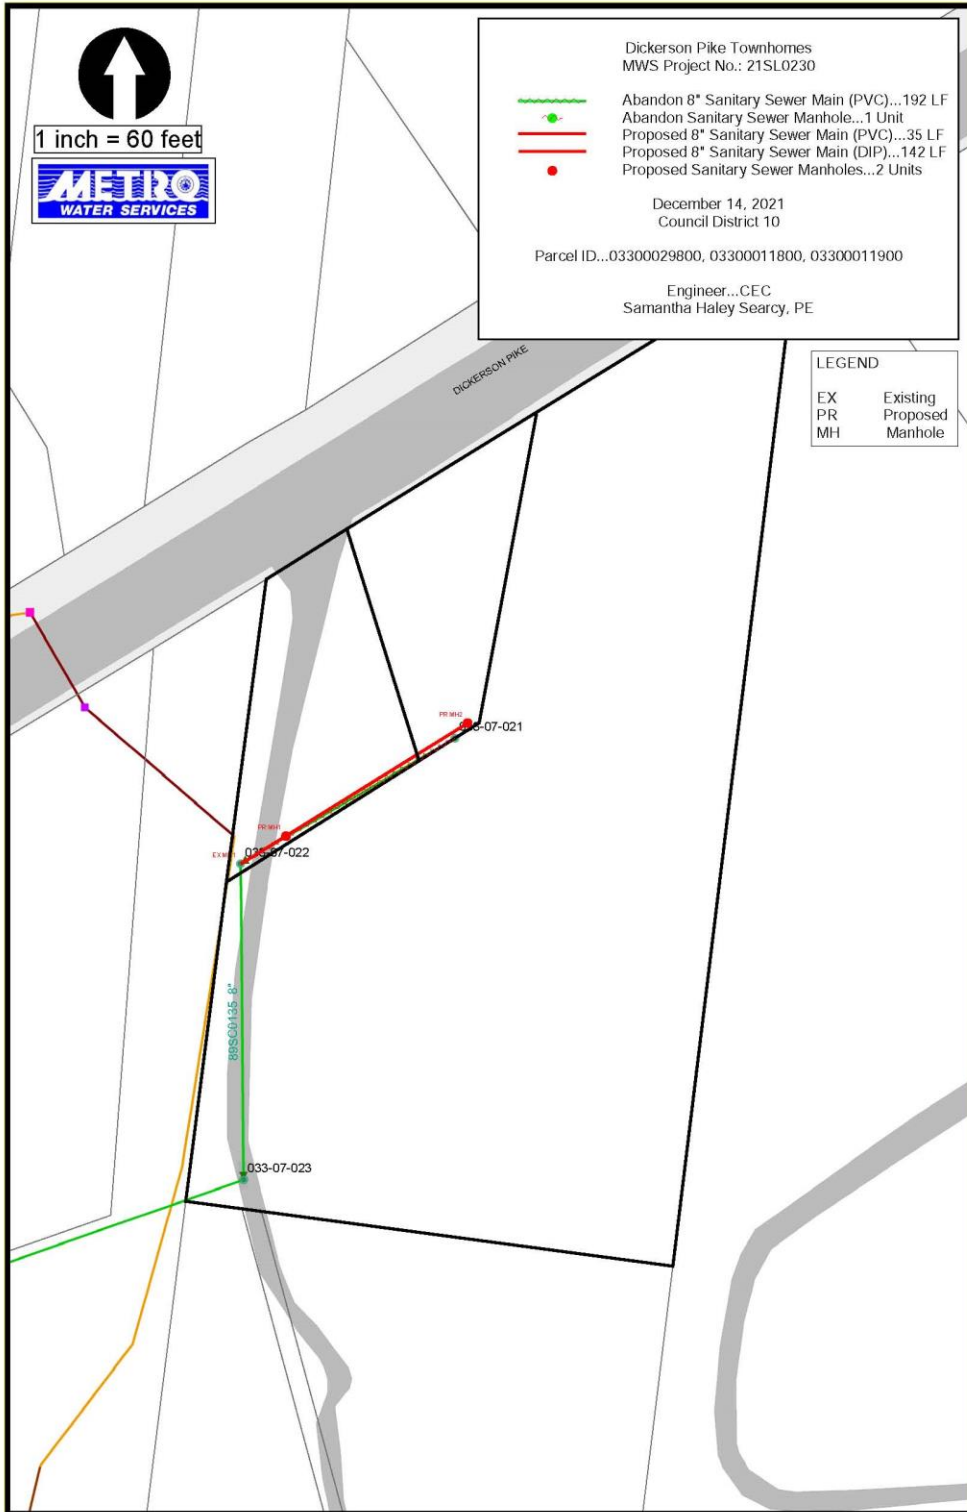 1 inch = 60 feet
METRO
WATER SERVICES
Dickerson Pike Townhomes
MWS Project No.: 21SL0230
Abandon 8" Sanitary Sewer Main (PVC)...192 LF
Abandon Sanitary Sewer Manhole...1 Unit
Proposed 8" Sanitary Sewer Main (PVC)...35 LF
Proposed 8" Sanitary Sewer Main (DIP)...142 LF
Proposed Sanitary Sewer Manholes...2 Units
December 14, 2021
Council District 10
Parcel ID...03300029800, 03300011800, 03300011900
Engineer...CEC
Samantha Haley Searcy, PE
LEGEND
EX Existing
PR Proposed
MH Manhole
DICKERSON PIKE
PR MH2
PR MH1
89SC0135 8"
033-07-023